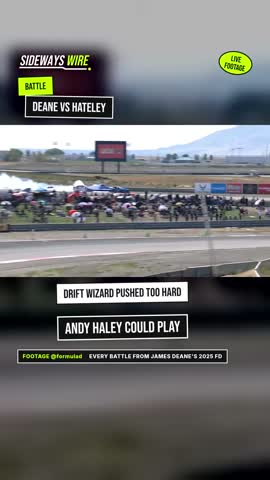 SIDEWAYS WIRE.
LIVE
FOOTAGE
BATTLE
DEANE VS HATELEY
DRIFT WIZARD PUSHED TOO HARD
ANDY HALEY COULD PLAY
FOOTAGE @formulad EVERY BATTLE FROM JAMES DEANE'S 2025 FD